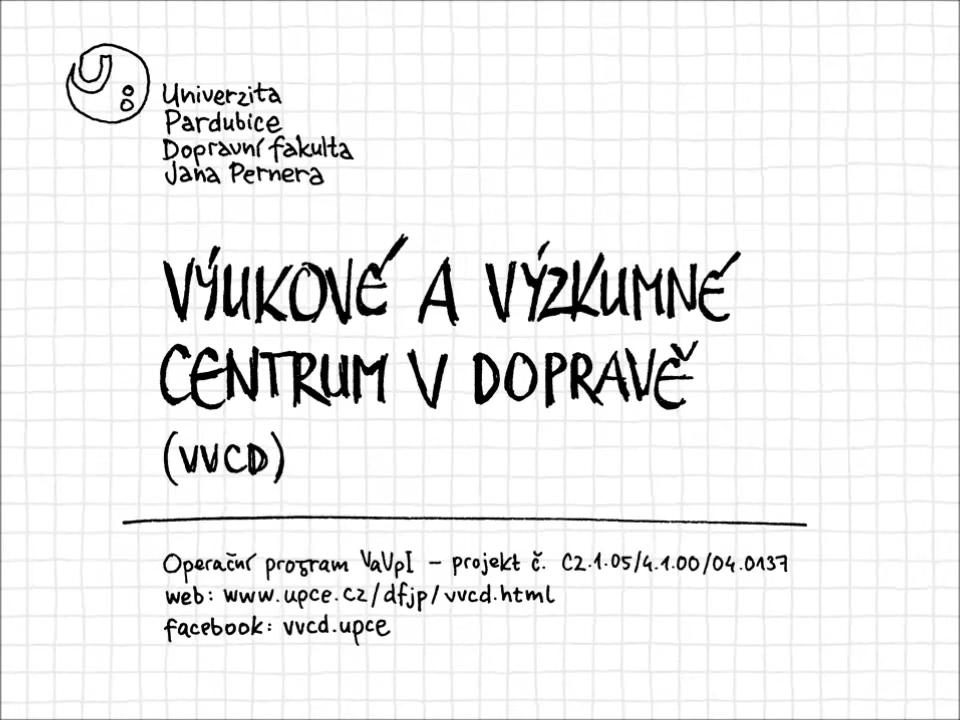 Univerzita
Pardubice
Dopravní fakulta
Jana Pernera
VÝUKOVÉ A VÝZKUMNÉ
CENTRUM V DOPRAVĚ
(VVCD)
Operační program VaVpI – projekt č. CZ.1.05/4.1.00/04.0137
web: www.upce.cz/dfjp/vvcd.html
facebook: vvcd.upce